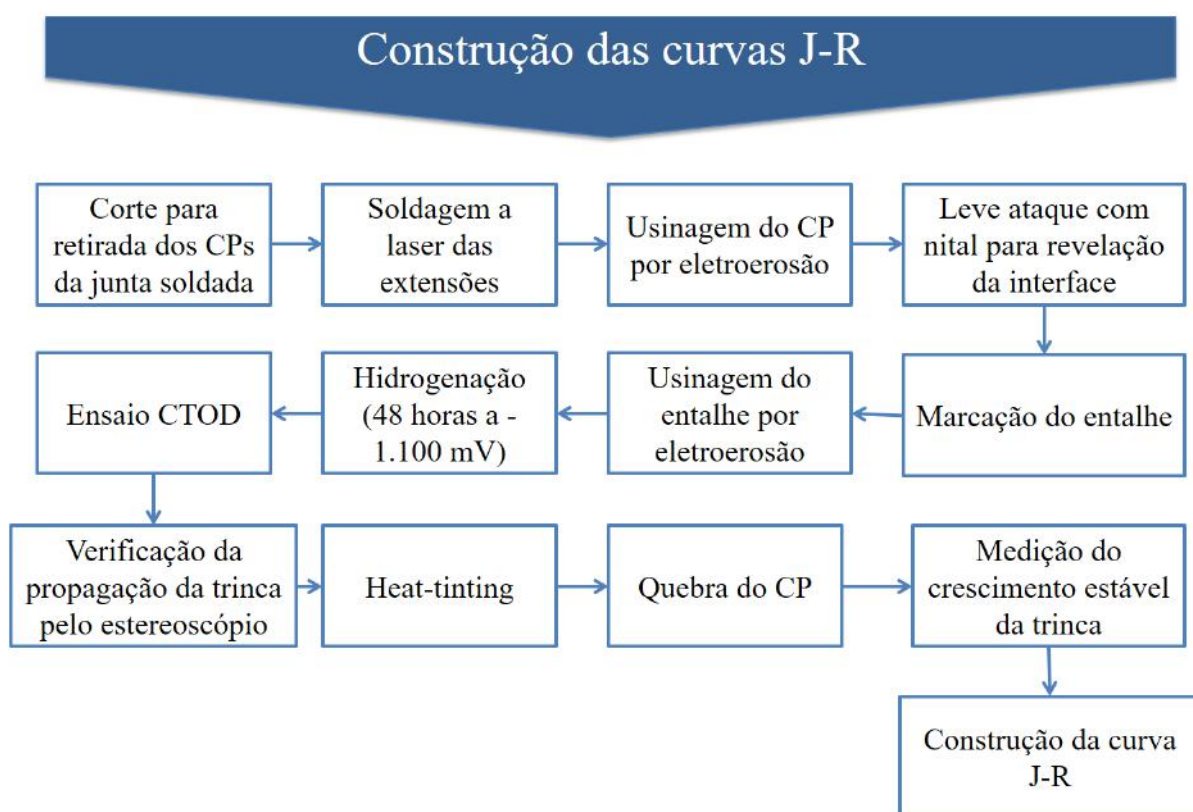 Construção das curvas J-R
Corte para
retirada dos CPs
da junta soldada
Soldagem a
laser das
extensões
Usinagem do CP
por eletroerosão
Leve ataque com
nital para revelação
da interface
Marcação do entalhe
Usinagem do
entalhe por
eletroerosão
Hidrogenação
(48 horas a -
1.100 mV)
Ensaio CTOD
Verificação da
propagação da trinca
pelo estereoscópio
Heat-tinting
Quebra do CP
Medição do
crescimento estável
da trinca
Construção da curva
J-R